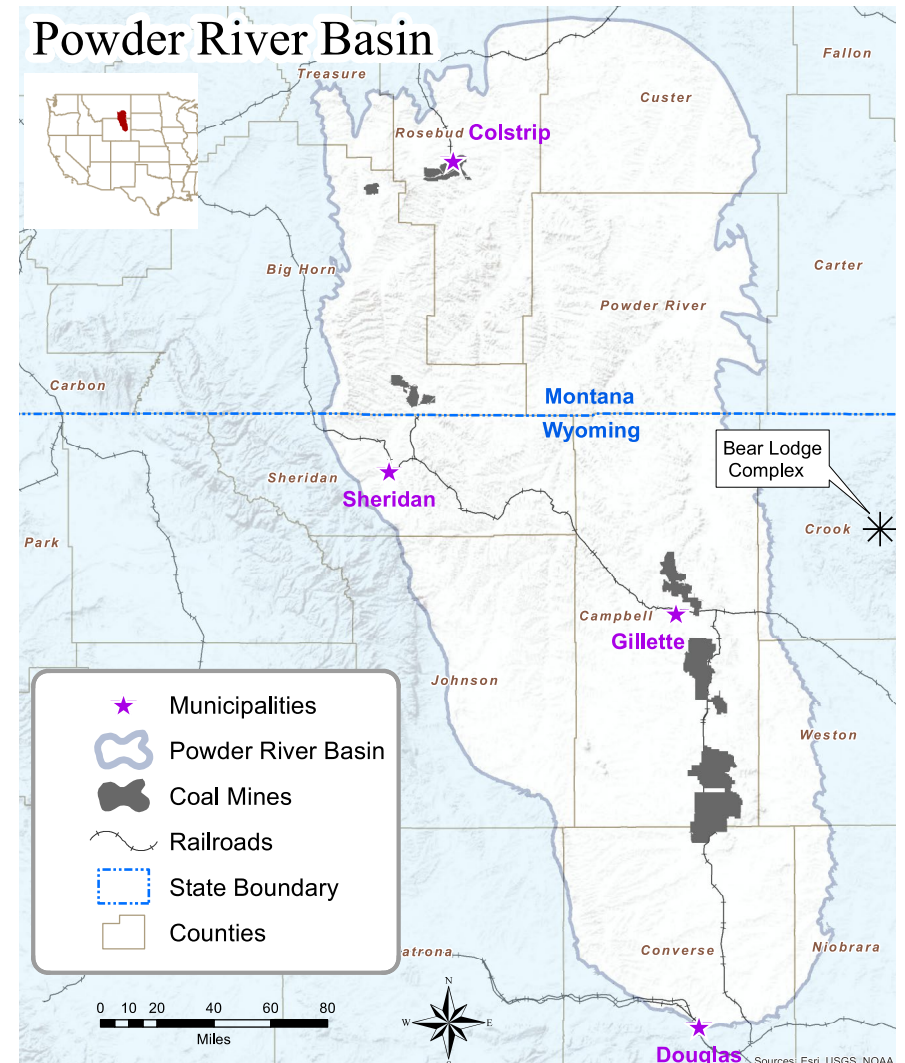 Powder River Basin
Fallon
Treasure
Custer
Rosebud
Colstrip
Big Horn
Carter
Powder River
Carbon
Montana
Wyoming
Bear Lodge
Complex
Sheridan
Sheridan
Park
Crook
Campbell
Gillette
Johnson
Weston
Municipalities
Powder River Basin
Coal Mines
Railroads
State Boundary
Counties
atrona
Converse
Niobrara
0 10 20 40 60 80
Miles
N
W
E
Douglas
Sources: Esri, USGS, NOAA